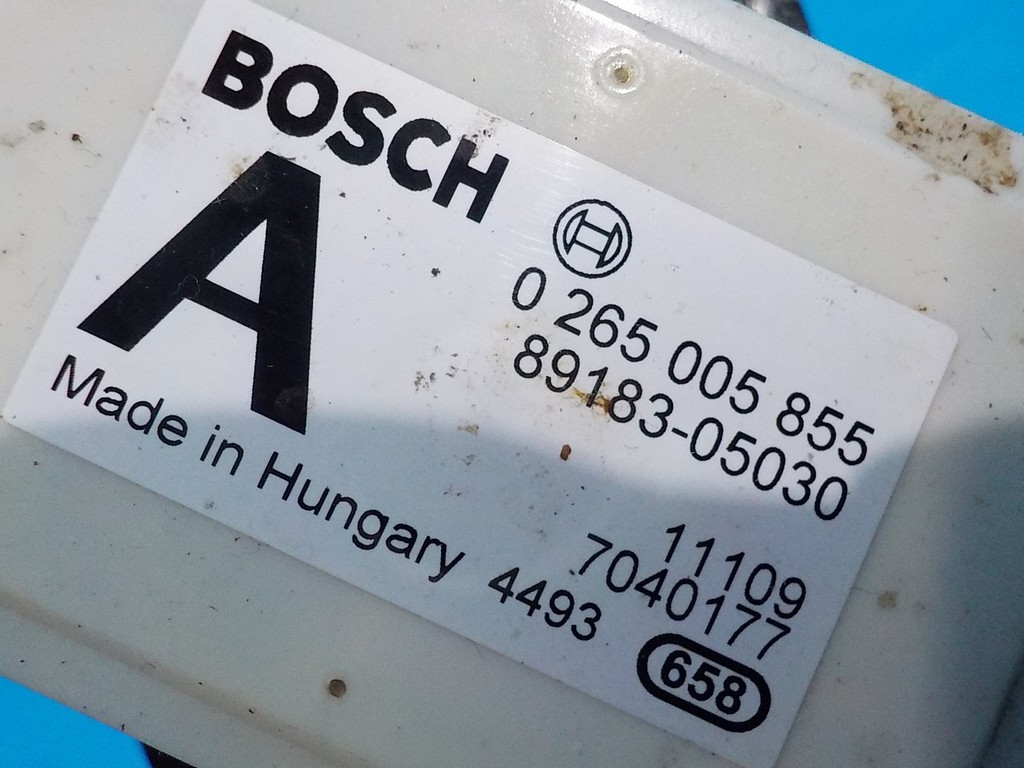 BOSCH
A
0 265 005 855
89183-05030
11109
7040177
Made in Hungary 4493
658